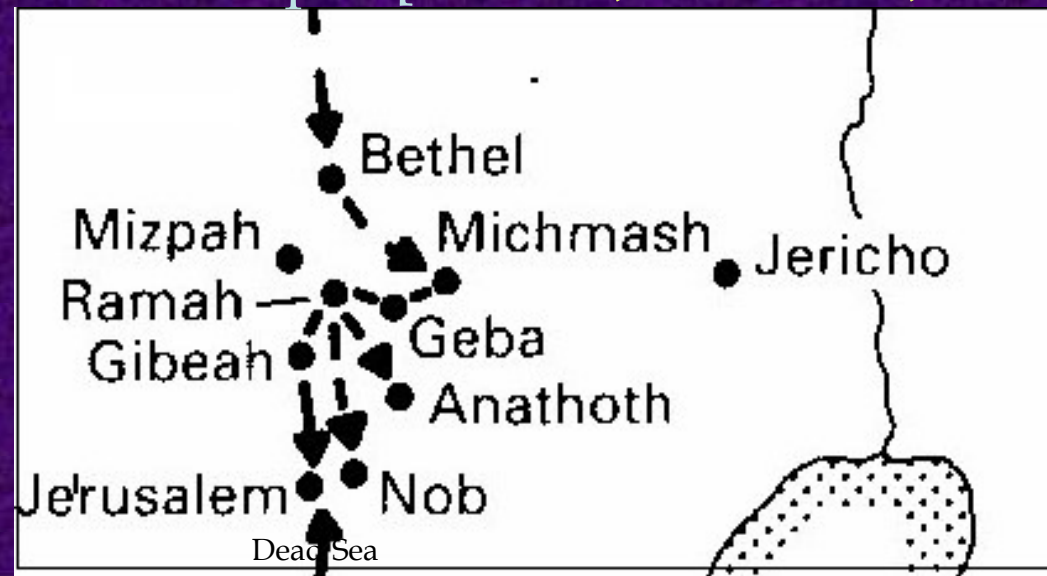 Bethel
Mizpah
Michmash
Jericho
Ramah
Geba
Gibeah
Anathoth
Jerusalem
Nob
Dead Sea